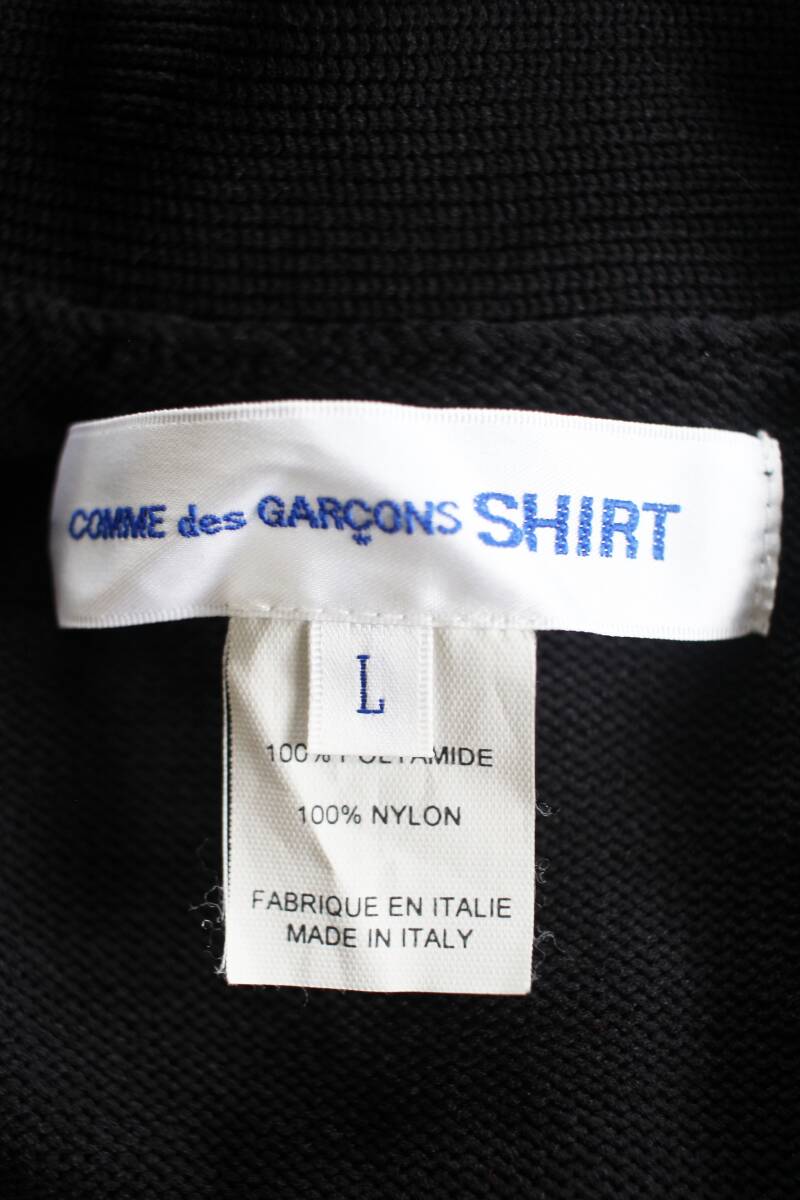 COMME des GARÇONS SHIRT
L
100% POLYAMIDE
100% NYLON
FABRIQUE EN ITALIE
MADE IN ITALY